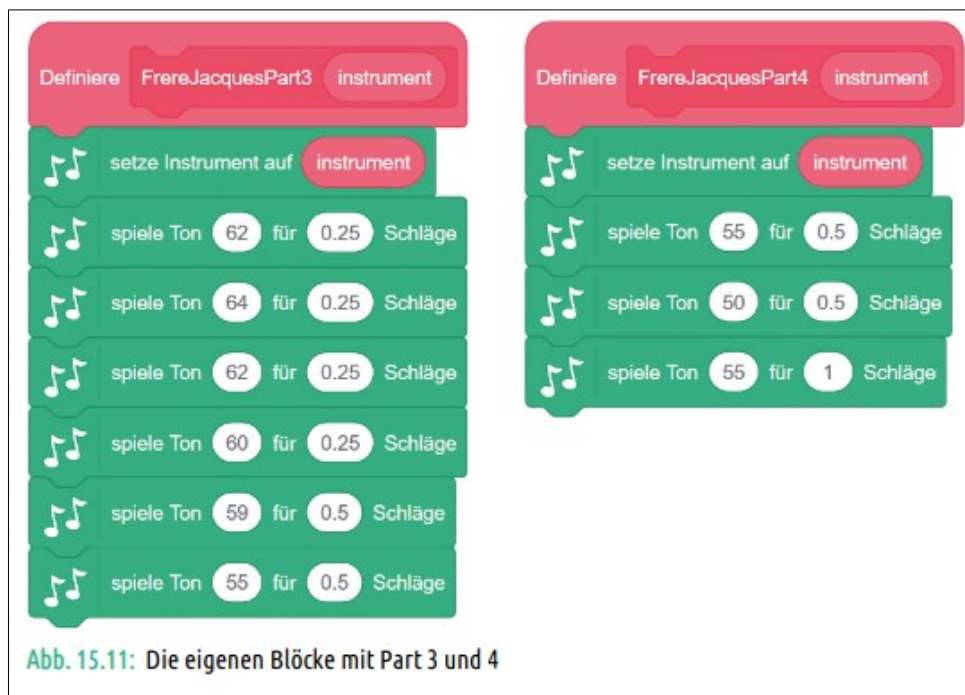 Definiere FrereJacquesPart3 instrument
setze Instrument auf instrument
spiele Ton 62 für 0.25 Schläge
spiele Ton 64 für 0.25 Schläge
spiele Ton 62 für 0.25 Schläge
spiele Ton 60 für 0.25 Schläge
spiele Ton 59 für 0.5 Schläge
spiele Ton 55 für 0.5 Schläge
Definiere FrereJacquesPart4 instrument
setze Instrument auf instrument
spiele Ton 55 für 0.5 Schläge
spiele Ton 50 für 0.5 Schläge
spiele Ton 55 für 1 Schläge
Abb. 15.11: Die eigenen Blöcke mit Part 3 und 4